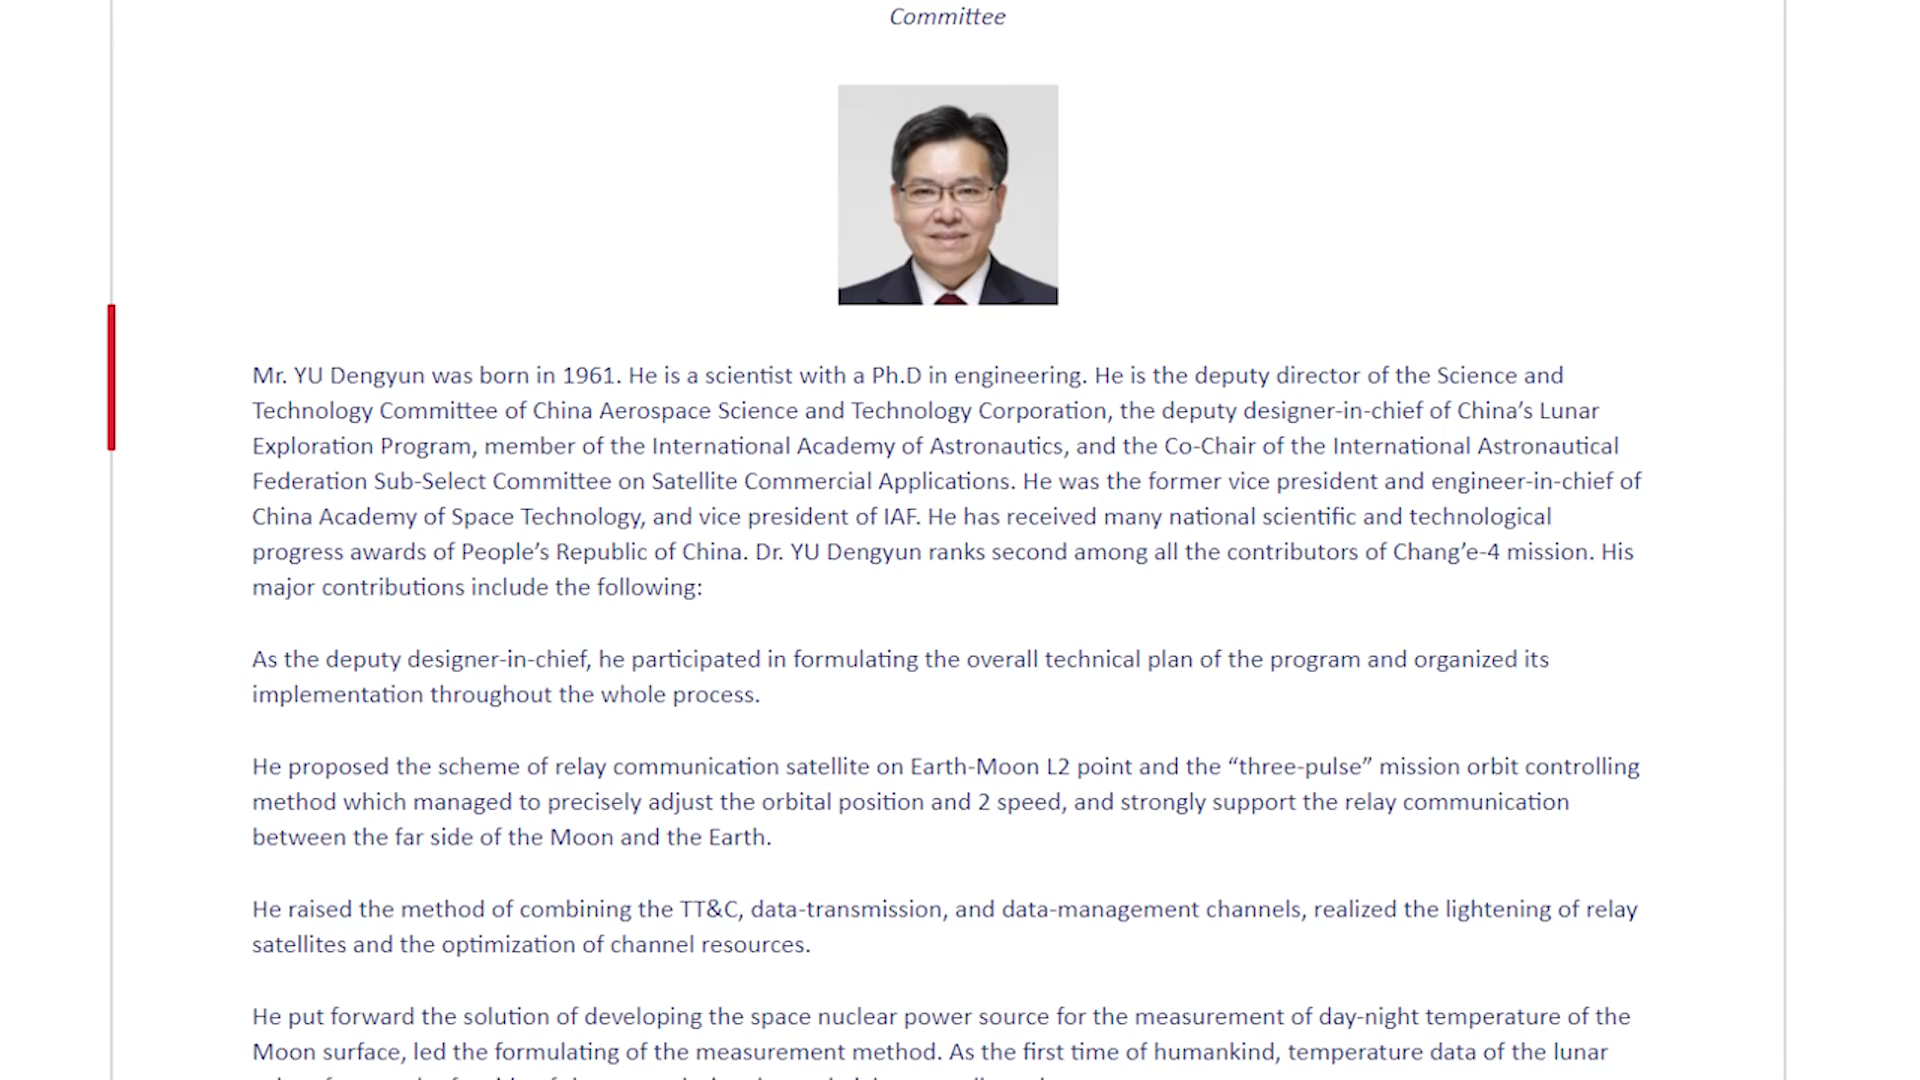 Committee
Mr. YU Dengyun was born in 1961. He is a scientist with a Ph.D in engineering. He is the deputy director of the Science and
Technology Committee of China Aerospace Science and Technology Corporation, the deputy designer-in-chief of China’s Lunar
Exploration Program, member of the International Academy of Astronautics, and the Co-Chair of the International Astronautical
Federation Sub-Select Committee on Satellite Commercial Applications. He was the former vice president and engineer-in-chief of
China Academy of Space Technology, and vice president of IAF. He has received many national scientific and technological
progress awards of People’s Republic of China. Dr. YU Dengyun ranks second among all the contributors of Chang’e-4 mission. His
major contributions include the following:
As the deputy designer-in-chief, he participated in formulating the overall technical plan of the program and organized its
implementation throughout the whole process.
He proposed the scheme of relay communication satellite on Earth-Moon L2 point and the “three-pulse” mission orbit controlling
method which managed to precisely adjust the orbital position and 2 speed, and strongly support the relay communication
between the far side of the Moon and the Earth.
He raised the method of combining the TT&C, data-transmission, and data-management channels, realized the lightening of relay
satellites and the optimization of channel resources.
He put forward the solution of developing the space nuclear power source for the measurement of day-night temperature of the
Moon surface, led the formulating of the measurement method. As the first time of humankind, temperature data of the lunar